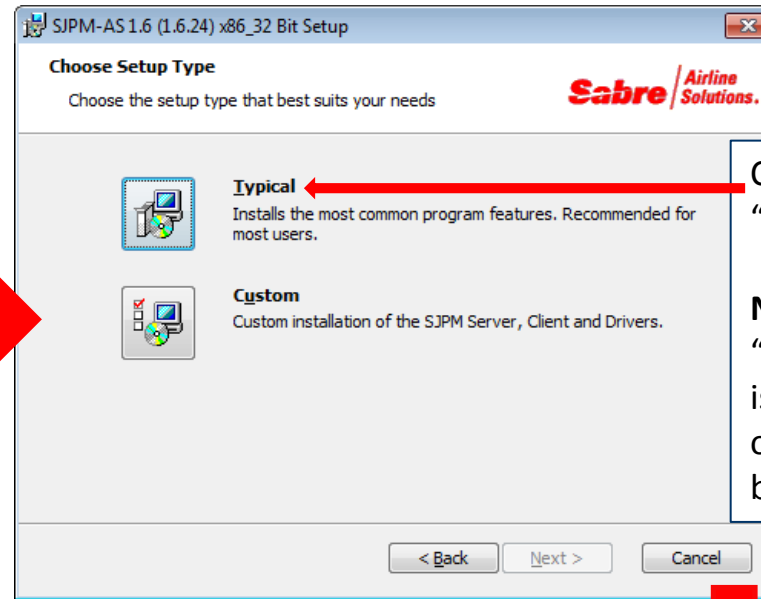 SJPM-AS 1.6 (1.6.24) x86_32 Bit Setup
Choose Setup Type
Choose the setup type that best suits your needs
Sabre Airline Solutions.
Typical
Installs the most common program features. Recommended for
most users.
Custom
Custom installation of the SJPM Server, Client and Drivers.
< Back Next > Cancel